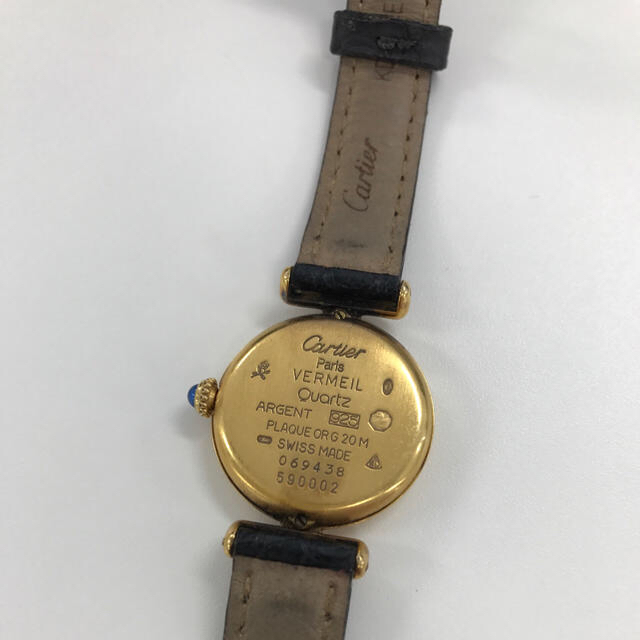 Cartier
Cartier
Paris
VERMEIL
Quartz
ARGENT 925
PLAQUE OR G 20 M
SWISS MADE
069438
590002